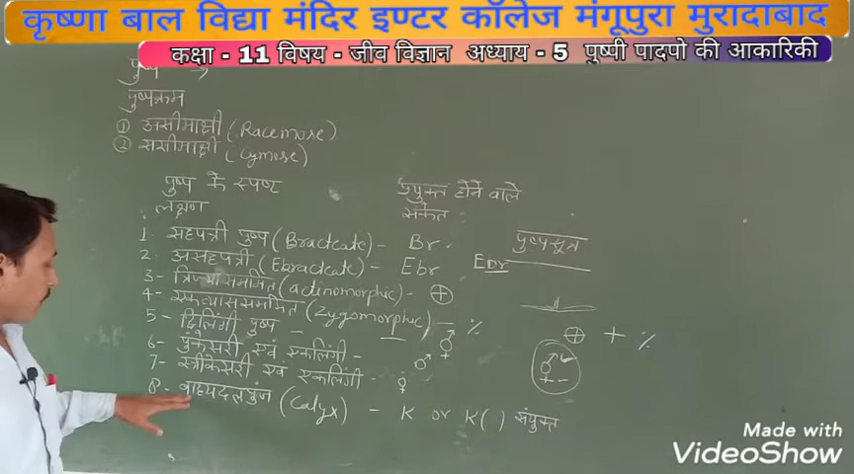 कृष्णा बाल विद्या मंदिर इण्टर कॉलेज मंगूपुरा मुरादाबाद
कक्षा - 11 विषय - जीव विज्ञान अध्याय - 5 पुष्पी पादपो की आकारिकी
पुष्प →
पुष्पक्रम
① असीमाक्षी (Racemose)
② ससीमाक्षी (Cymose)
पुष्प के स्पष्ट लक्षण
प्रयुक्त होने वाले संकेत
1- सहपत्री पुष्प (Bracteate) - Br
2- असहपत्री (Ebracteate) - Ebr
3- त्रिज्यासममित (actinomorphic) - ⊕
4- एकव्याससममित (Zygomorphic) - %
5- द्विलिंगी पुष्प - ⚥
6- पुंकेसरी एवं एकलिंगी - ♂
7- स्त्रीकेसरी एवं एकलिंगी - ♀
8- बाह्यदलपुंज (Calyx) - K or K( ) संयुक्त
पुष्पसूत्र
Ebr
⊕ + %
Made with
VideoShow